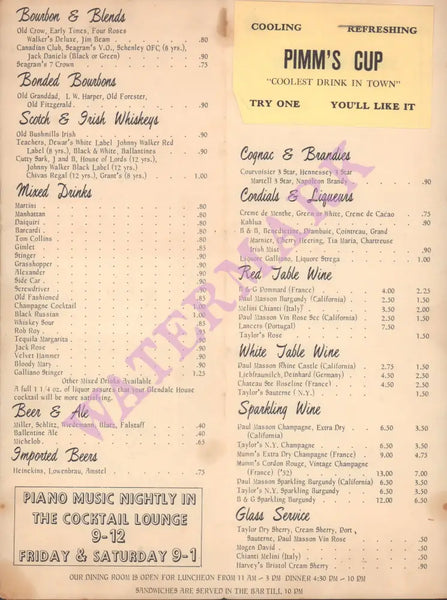 Bourbon & Blends
Old Crow, Early Times, Four Roses
Walker's Deluxe, Jim Beam .80
Canadian Club, Seagram's V.O., Schenley OFC (8 yrs.),
Jack Daniels (Black or Green) .90
Seagram's 7 Crown .75
Bonded Bourbons
Old Granddad, I. W. Harper, Old Forester,
Old Fitzgerald .90
Scotch & Irish Whiskeys
Old Bushmills Irish .90
Teachers, Dewar's White Label Johnny Walker Red
Label (8 yrs.), Black & White, Ballantines .90
Cutty Sark, J and B, House of Lords (12 yrs.),
Johnny Walker Black Label (12 yrs.)
Chivas Regal (12 yrs.), Grant's (8 yrs.) 1.00
Mixed Drinks
Martini .80
Manhattan .80
Daiquiri .80
Barcardi .80
Tom Collins .80
Gimlet .85
Stinger .90
Grasshopper .90
Alexander .90
Side Car .90
Screwdriver .80
Old Fashioned .85
Champagne Cocktail 1.00
Black Russian 1.00
Whiskey Sour .85
Rob Roy .90
Tequila Margarita .90
Jack Rose .90
Velvet Hammer .90
Bloody Mary .90
Galliano Stinger 1.25
Other Mixed Drinks Available
A full 1 1/4 oz. of liquor assures that your Glendale House
cocktail will be more satisfying.
Beer & Ale
Miller, Schlitz, Blatz, Falstaff .40
Ballentine Ale .40
Michelob .65
Imported Beers
Heinekins, Lowenbrau, Amstel .75
PIANO MUSIC NIGHTLY IN
THE COCKTAIL LOUNGE
9-12
FRIDAY & SATURDAY 9-1
COOLING REFRESHING
PIMM'S CUP
"COOLEST DRINK IN TOWN"
TRY ONE YOU'LL LIKE IT
Cognac & Brandies
Courvoisier 3 Star, Hennessey 3 Star
Martell 3 Star, Napoleon Brandy .90
Cordials & Liqueurs
Creme de Menthe, Green or White, Creme de Cacao .75
Kahlua .90
B & B, Benedictine, Drambuie, Cointreau, Grand
Marnier, Cherry Heering, Tia Maria, Chartreuse
Irish Mist .90
Liquore Galliano, Liquore Strega 1.00
Red Table Wine
B & G Pommard (France) 4.00 2.25
Paul Masson Burgundy (California) 2.50 1.50
Melini Chianti (Italy) 3.50 2.00
Paul Masson Vin Rose Sec (California) 2.50 1.50
Lancers (Portugal) 7.50
Taylor's Rose 1.50
White Table Wine
Paul Masson Rhine Castle (California) 2.75 1.50
Liebfraumilch, Deinhard (Germany) 4.50 2.50
Chateau Ste Roseline (France) 4.50 2.50
Taylor's Sauterne (N.Y.) 1.50
Sparkling Wine
Paul Masson Champagne, Extra Dry 6.50 3.50
(California)
Taylor's N.Y. Champagne 6.50 3.50
Mumm's Extra Dry Champagne (France) 9.00 4.75
Mumm's Cordon Rouge, Vintage Champagne
(France) ('52) 13.00 7.00
Paul Masson Sparkling Burgundy (California) 6.50 3.50
Taylor's N.Y. Sparkling Burgundy 6.50 3.50
B & G Sparkling Burgundy 12.00 6.50
Glass Service
Taylor Dry Sherry, Cream Sherry, Port,
Sauterne, Paul Masson Vin Rose .50
Mogen David .50
Chianti Melini (Italy) .50
Harvey's Bristol Cream Sherry .90
OUR DINING ROOM IS OPEN FOR LUNCHEON FROM 11 AM - 3 PM DINNER 4:30 PM - 10 PM
SANDWICHES ARE SERVED IN THE BAR TILL 10 PM
WATERMARK